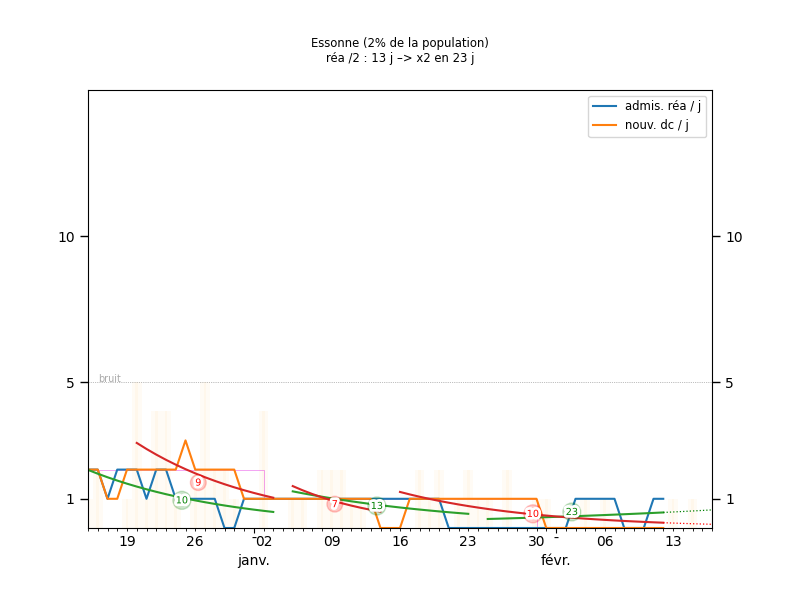 Essonne (2% de la population)
réa /2 : 13 j –> x2 en 23 j
admis. réa / j
nouv. dc / j
10 10
bruit
5 5
9
10
7
13
10
23
1 1
19 26 02 09 16 23 30 06 13
janv. févr.